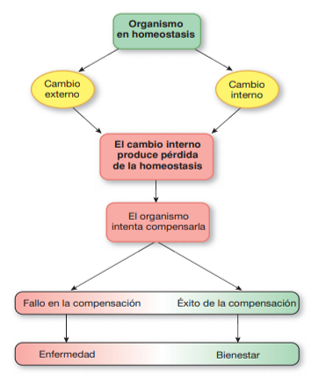 Organismo
en homeostasis
Cambio
externo
Cambio
interno
El cambio interno
produce pérdida
de la homeostasis
El organismo
intenta compensarla
Fallo en la compensación
Éxito de la compensación
Enfermedad
Bienestar